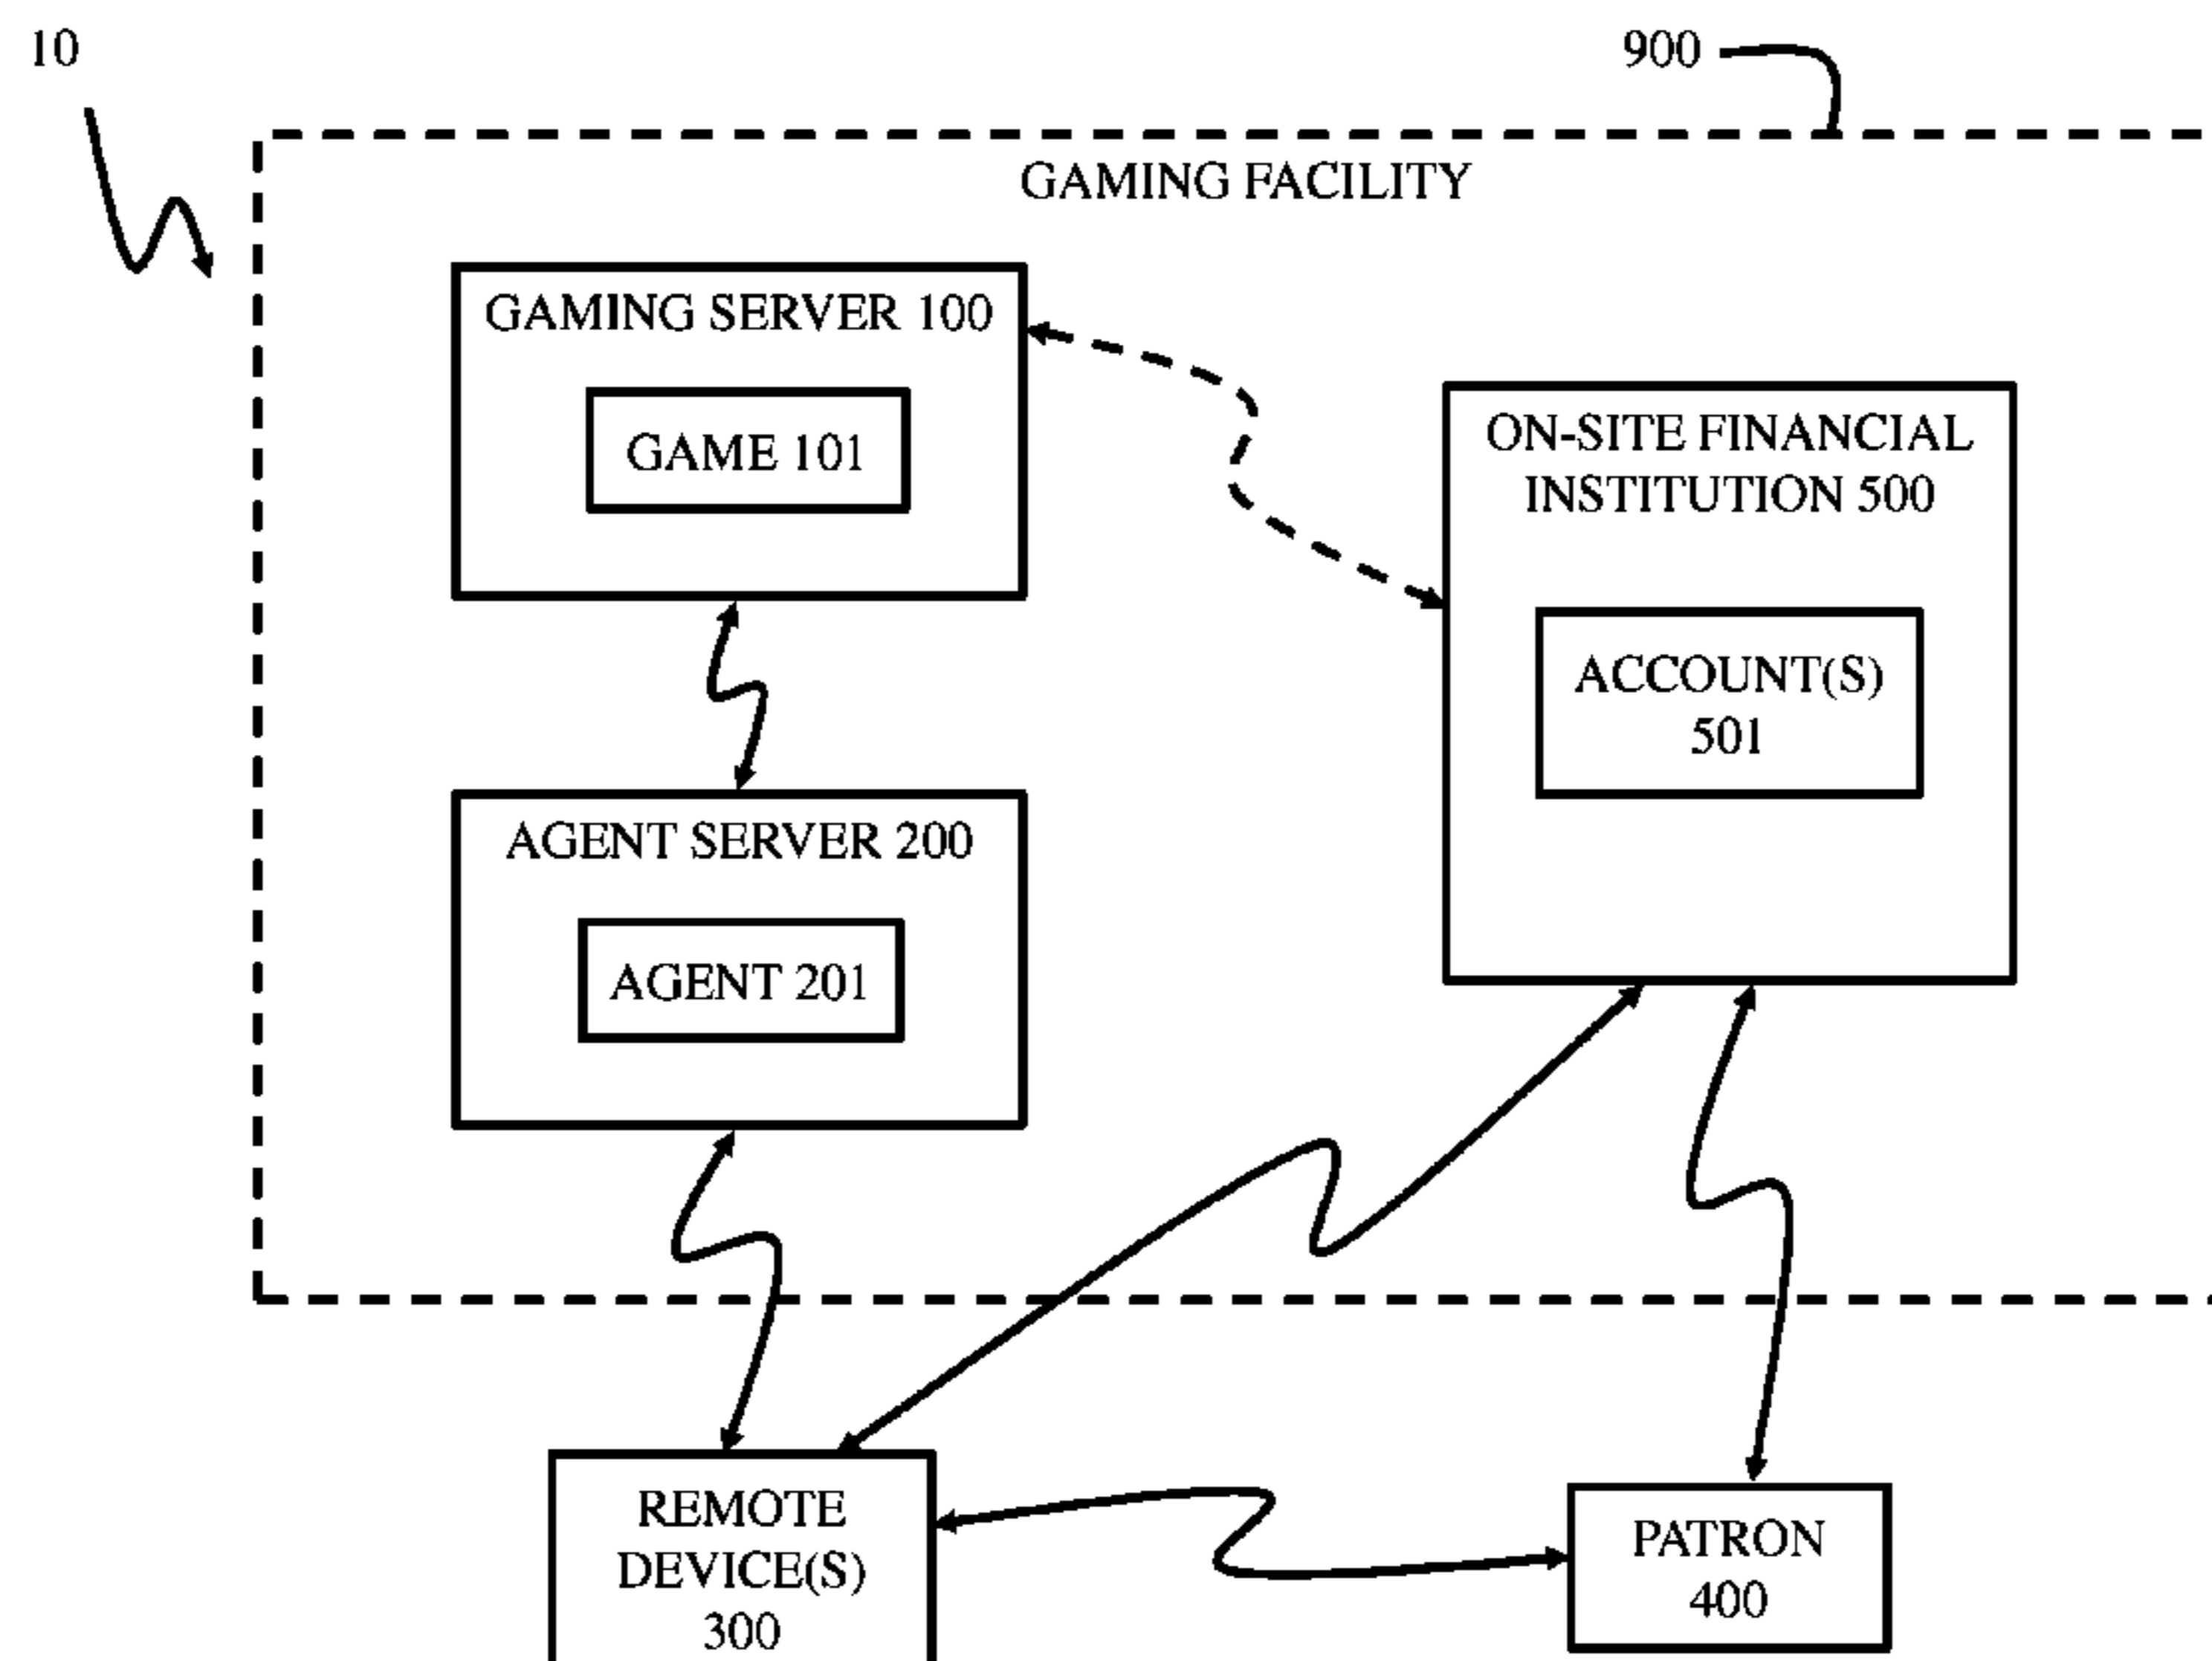 10
900
GAMING FACILITY
GAMING SERVER 100
GAME 101
ON-SITE FINANCIAL
INSTITUTION 500
ACCOUNT(S)
501
AGENT SERVER 200
AGENT 201
REMOTE
DEVICE(S)
300
PATRON
400